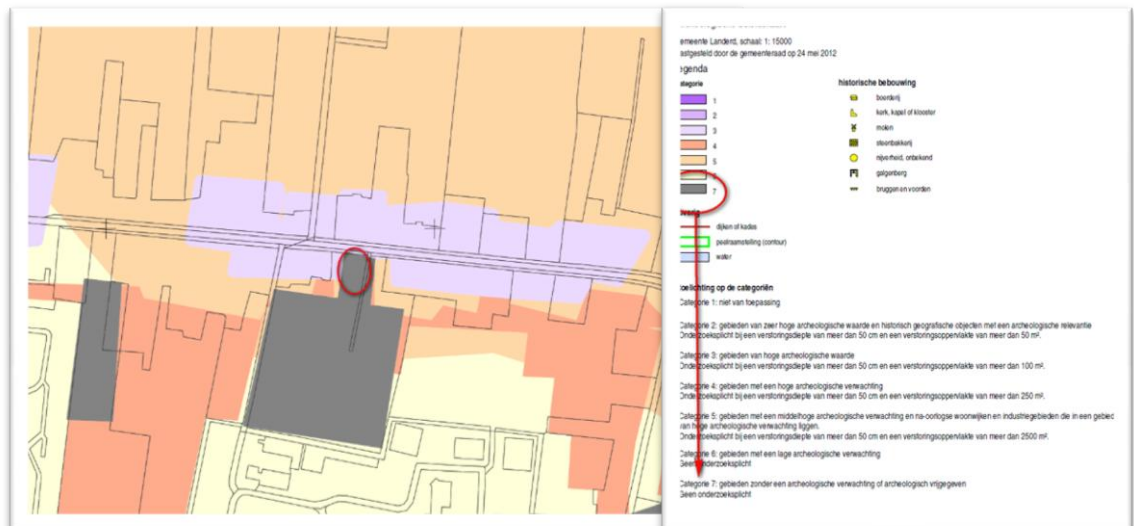 emeente Landerd, schaal: 1: 15000
astgesteld door de gemeenteraad op 24 mei 2012
egenda
ategorie
1
2
3
4
5
7
historische bebouwing
boerderij
kerk, kapel of klooster
molen
steenbakkerij
nijverheid, onbekend
galgenberg
bruggen en voorden
dijken of kades
peelraamstelling (contour)
water
toelichting op de categoriën
Categorie 1: niet van toepassing
Categorie 2: gebieden van zeer hoge archeologische waarde en historisch geografische objecten met een archeologische relevantie
Onderzoeksplicht bij een verstoringsdiepte van meer dan 50 cm en een verstoringsoppervlakte van meer dan 50 m².
Categorie 3: gebieden van hoge archeologische waarde
Onderzoeksplicht bij een verstoringsdiepte van meer dan 50 cm en een verstoringsoppervlakte van meer dan 100 m².
Categorie 4: gebieden met een hoge archeologische verwachting
Onderzoeksplicht bij een verstoringsdiepte van meer dan 50 cm en een verstoringsoppervlakte van meer dan 250 m².
Categorie 5: gebieden met een middelhoge archeologische verwachting en na-oorlogse woonwijken en industriegebieden die in een gebied
van hoge archeologische verwachting liggen.
Onderzoeksplicht bij een verstoringsdiepte van meer dan 50 cm en een verstoringsoppervlakte van meer dan 2500 m².
Categorie 6: gebieden met een lage archeologische verwachting
Geen onderzoeksplicht
Categorie 7: gebieden zonder een archeologische verwachting of archeologisch vrijgegeven
Geen onderzoeksplicht